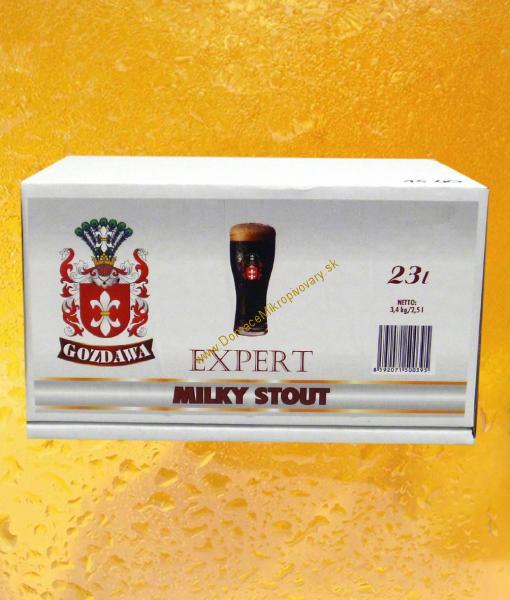 23l
NETTO:
3,4 kg/2,5 l
www.DomaceMikropivovary.sk
GOZDAWA
EXPERT
MILKY STOUT